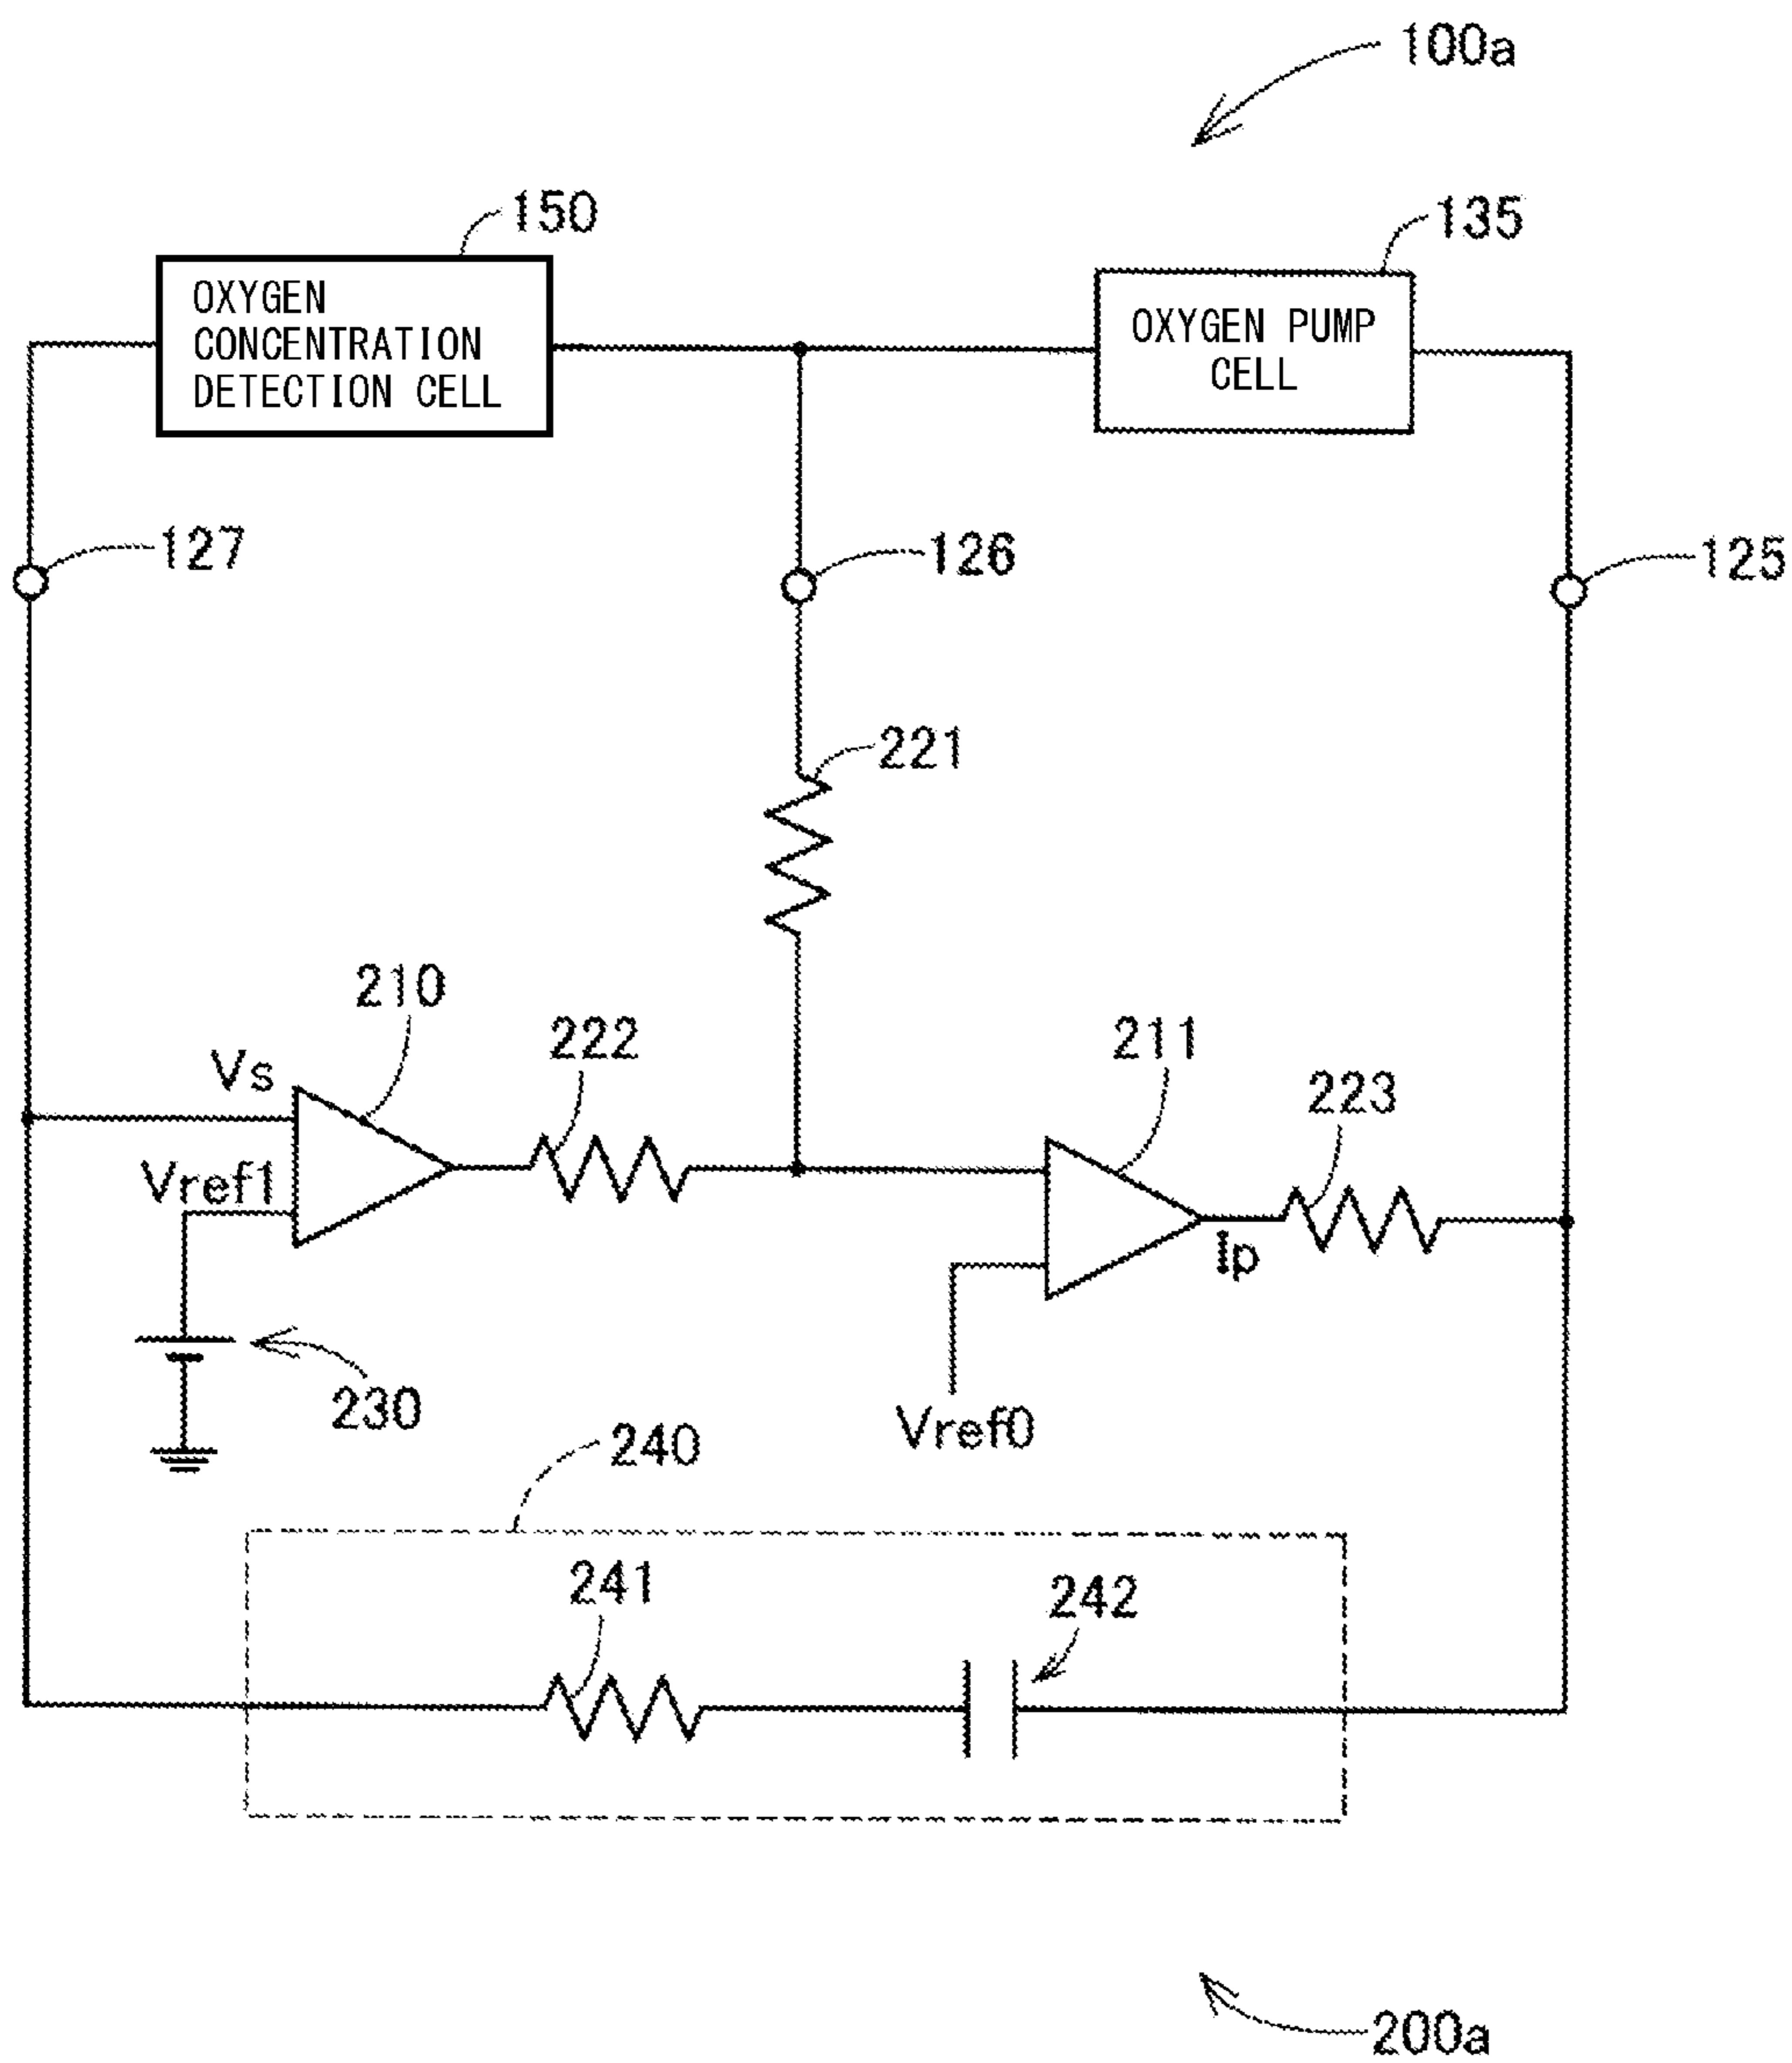 100a
150
135
OXYGEN
CONCENTRATION
DETECTION CELL
OXYGEN PUMP
CELL
127
126
125
221
210
222
211
223
Vs
Vref1
Ip
230
Vref0
240
241
242
200a